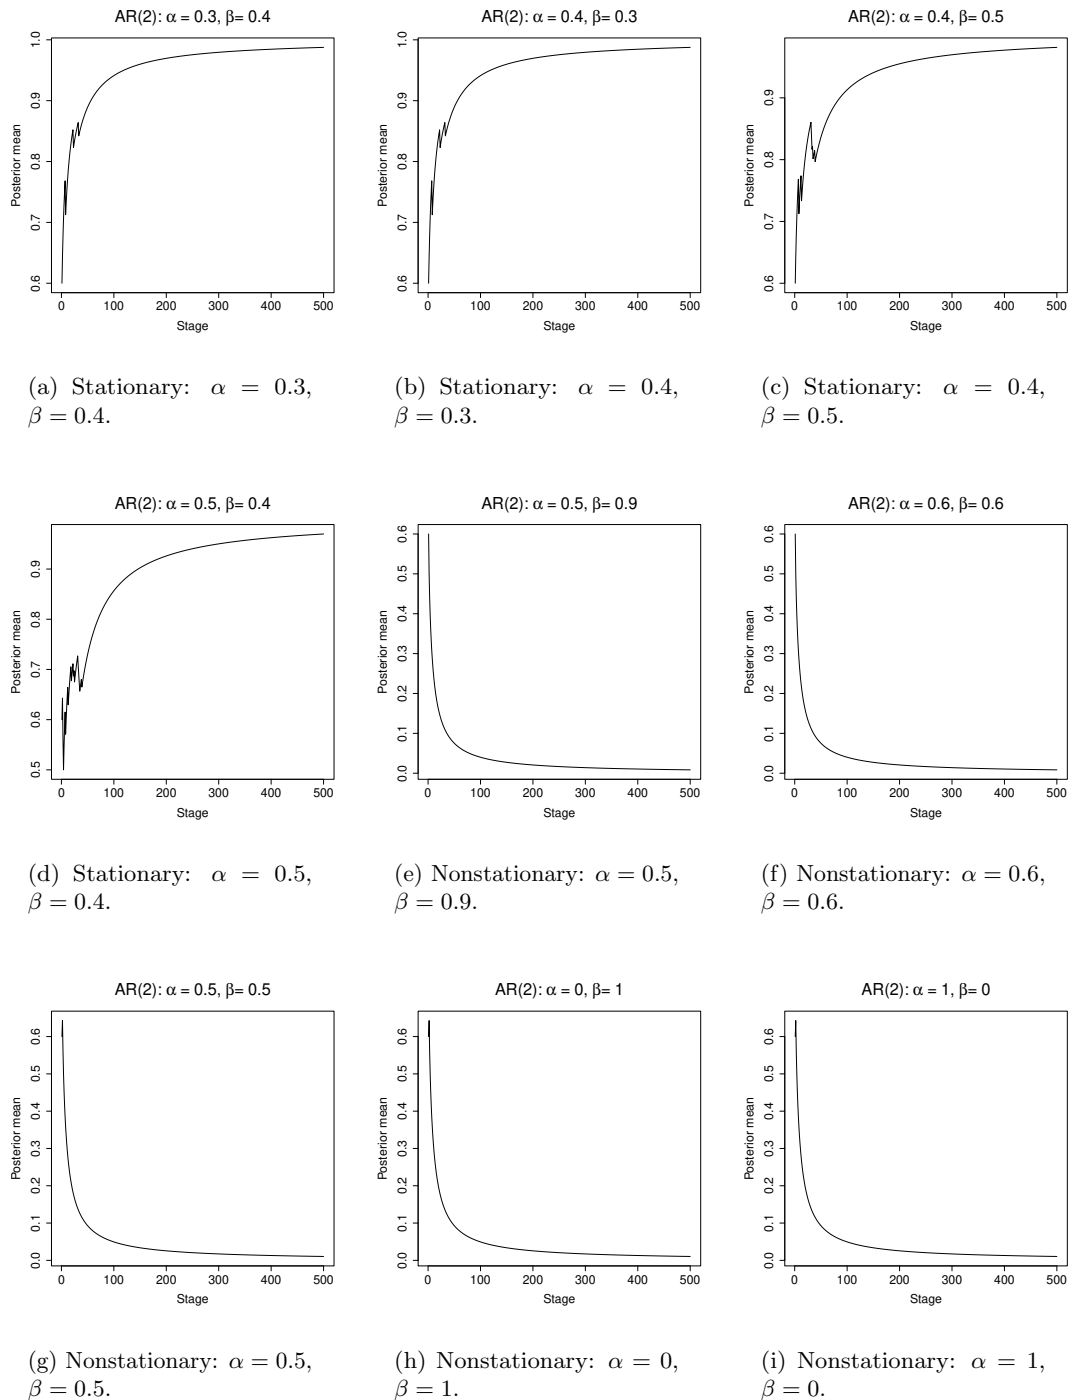 AR(2): α = 0.3, β= 0.4
Posterior mean
0.6 0.7 0.8 0.9 1.0
0 100 200 300 400 500
Stage
(a) Stationary: α = 0.3,
β = 0.4.
AR(2): α = 0.4, β= 0.3
Posterior mean
0.6 0.7 0.8 0.9 1.0
0 100 200 300 400 500
Stage
(b) Stationary: α = 0.4,
β = 0.3.
AR(2): α = 0.4, β= 0.5
Posterior mean
0.6 0.7 0.8 0.9
0 100 200 300 400 500
Stage
(c) Stationary: α = 0.4,
β = 0.5.
AR(2): α = 0.5, β= 0.4
Posterior mean
0.5 0.6 0.7 0.8 0.9
0 100 200 300 400 500
Stage
(d) Stationary: α = 0.5,
β = 0.4.
AR(2): α = 0.5, β= 0.9
Posterior mean
0.0 0.1 0.2 0.3 0.4 0.5 0.6
0 100 200 300 400 500
Stage
(e) Nonstationary: α = 0.5,
β = 0.9.
AR(2): α = 0.6, β= 0.6
Posterior mean
0.0 0.1 0.2 0.3 0.4 0.5 0.6
0 100 200 300 400 500
Stage
(f) Nonstationary: α = 0.6,
β = 0.6.
AR(2): α = 0.5, β= 0.5
Posterior mean
0.0 0.1 0.2 0.3 0.4 0.5 0.6
0 100 200 300 400 500
Stage
(g) Nonstationary: α = 0.5,
β = 0.5.
AR(2): α = 0, β= 1
Posterior mean
0.0 0.1 0.2 0.3 0.4 0.5 0.6
0 100 200 300 400 500
Stage
(h) Nonstationary: α = 0,
β = 1.
AR(2): α = 1, β= 0
Posterior mean
0.0 0.1 0.2 0.3 0.4 0.5 0.6
0 100 200 300 400 500
Stage
(i) Nonstationary: α = 1,
β = 0.